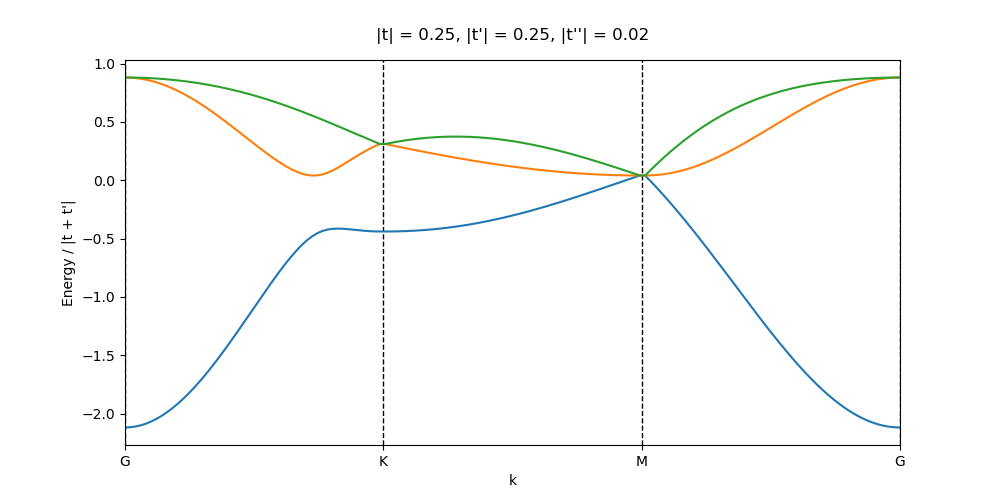 |t| = 0.25, |t'| = 0.25, |t''| = 0.02
Energy / |t + t'|
1.0
0.5
0.0
−0.5
−1.0
−1.5
−2.0
G K M G
k